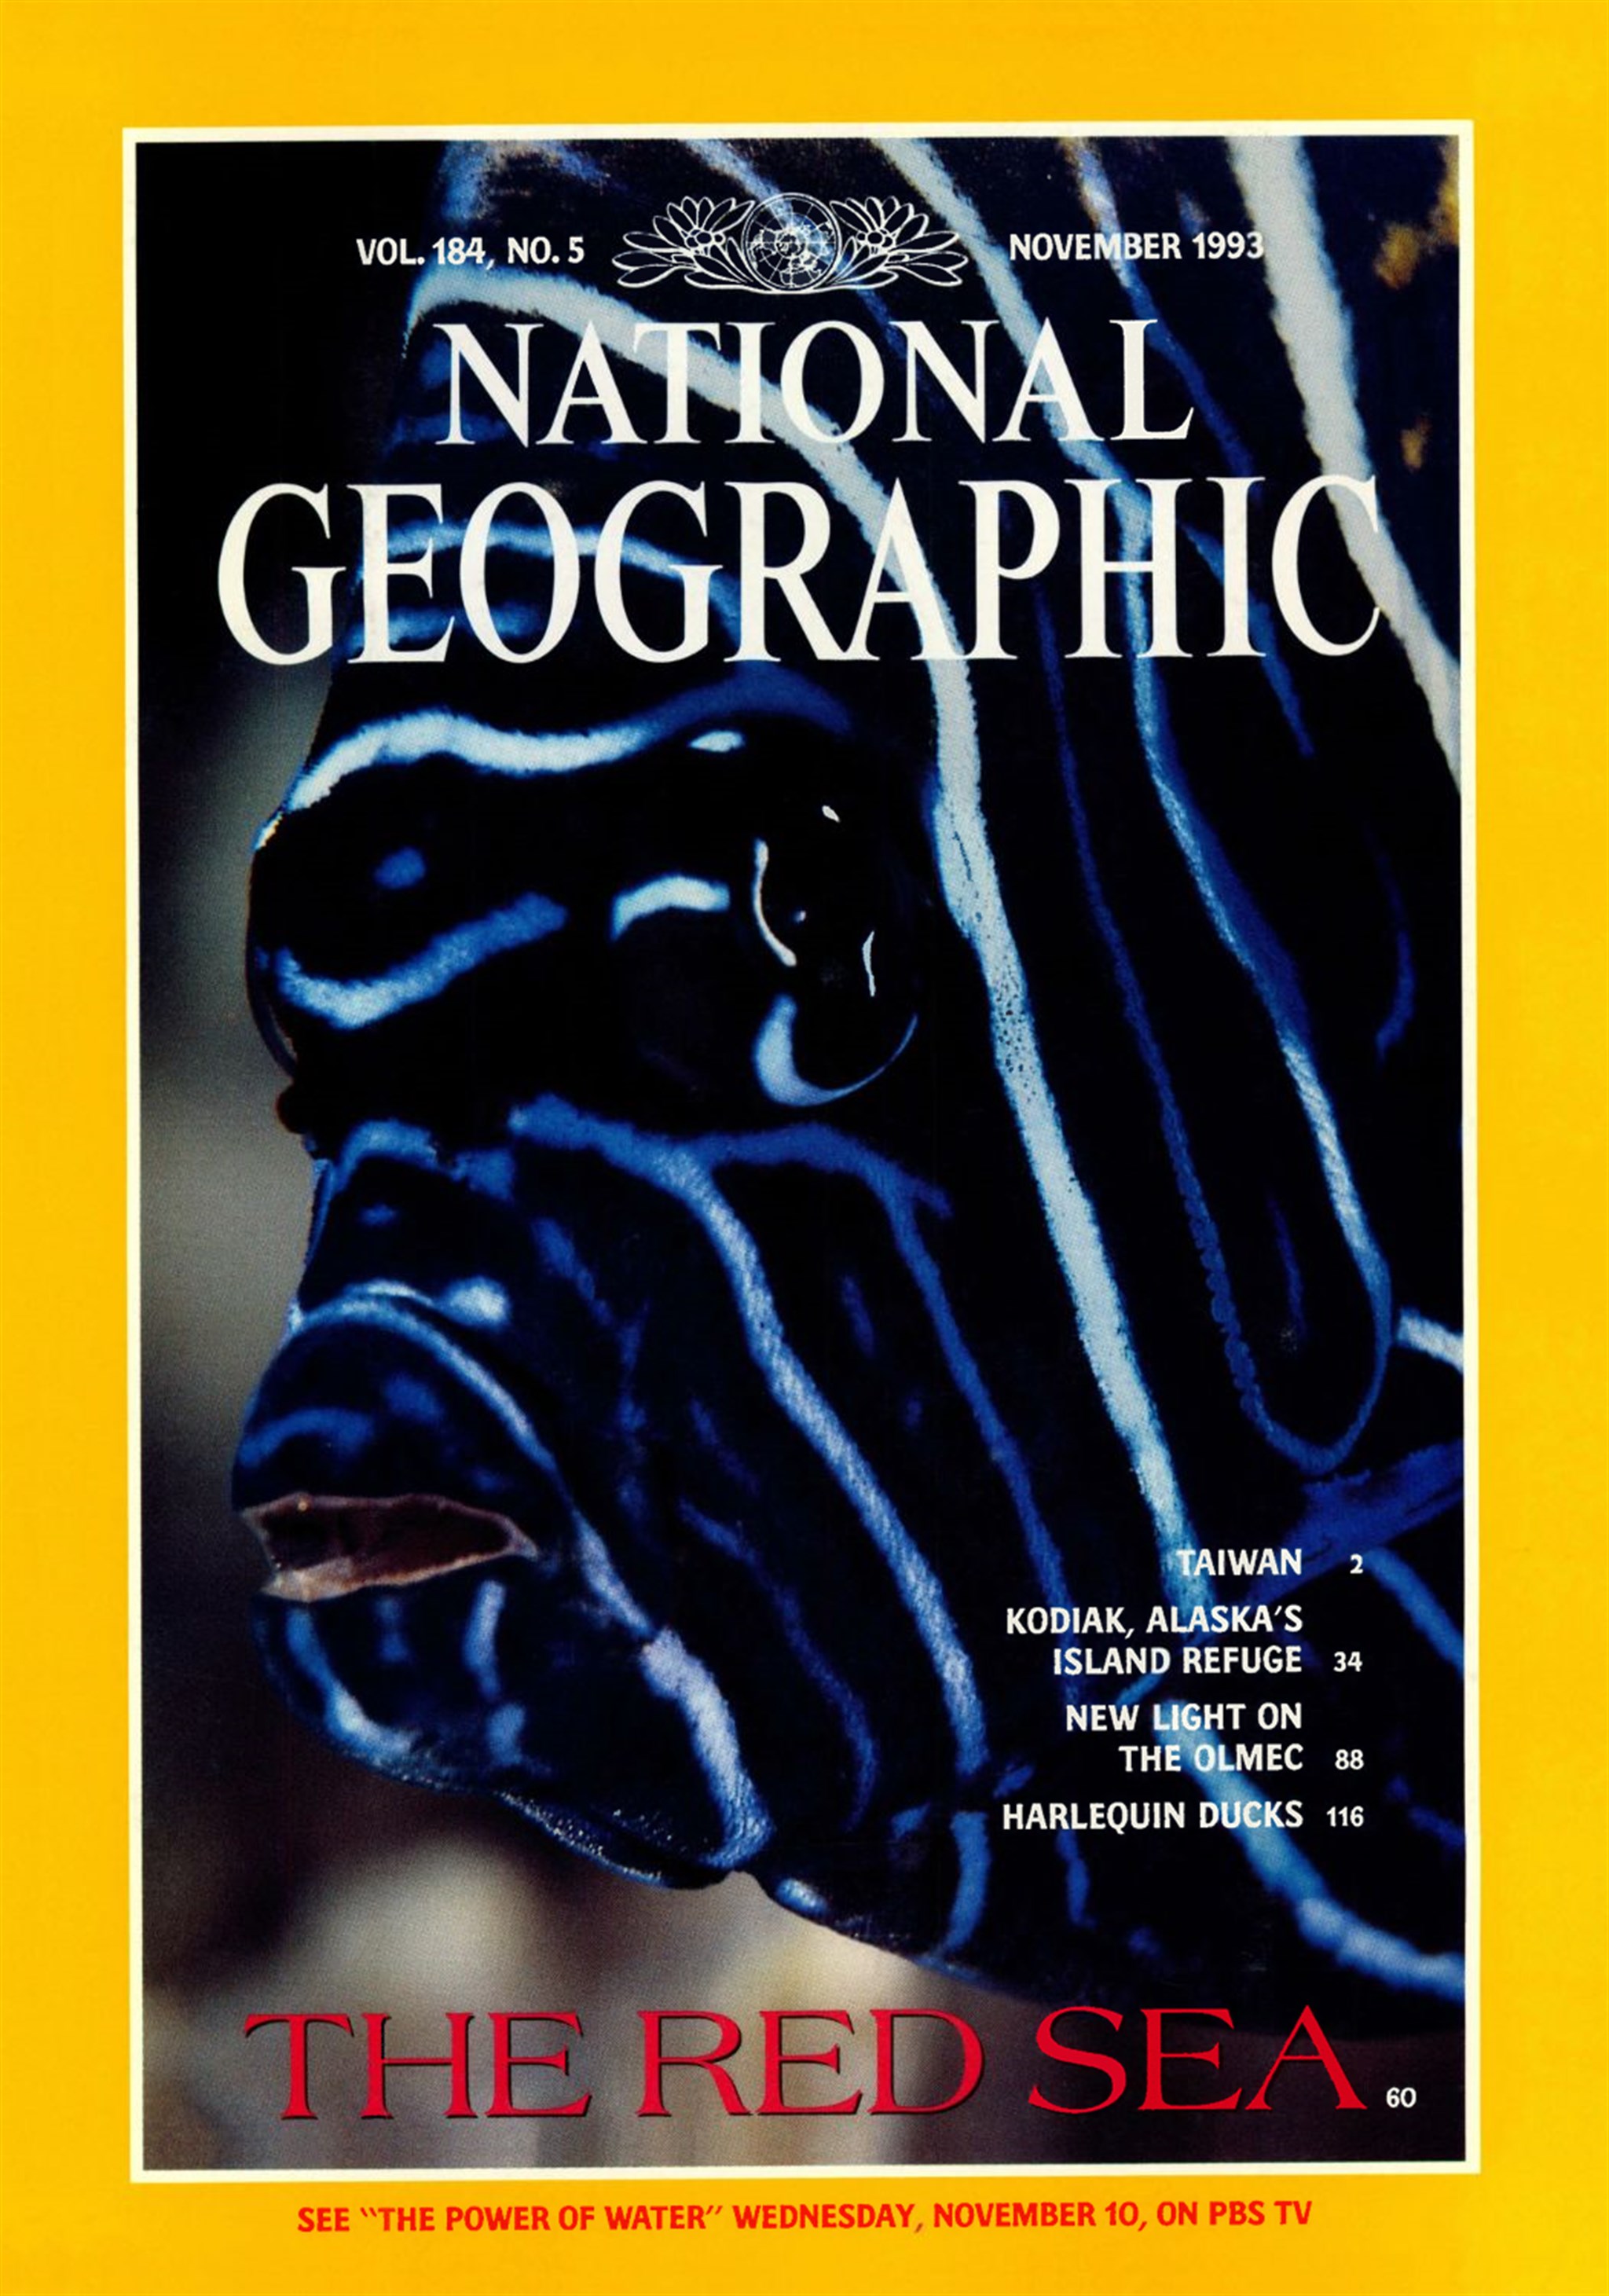 VOL. 184, NO. 5
NOVEMBER 1993
NATIONAL
GEOGRAPHIC
TAIWAN 2
KODIAK, ALASKA'S
ISLAND REFUGE 34
NEW LIGHT ON
THE OLMEC 88
HARLEQUIN DUCKS 116
THE RED SEA 60
SEE "THE POWER OF WATER" WEDNESDAY, NOVEMBER 10, ON PBS TV